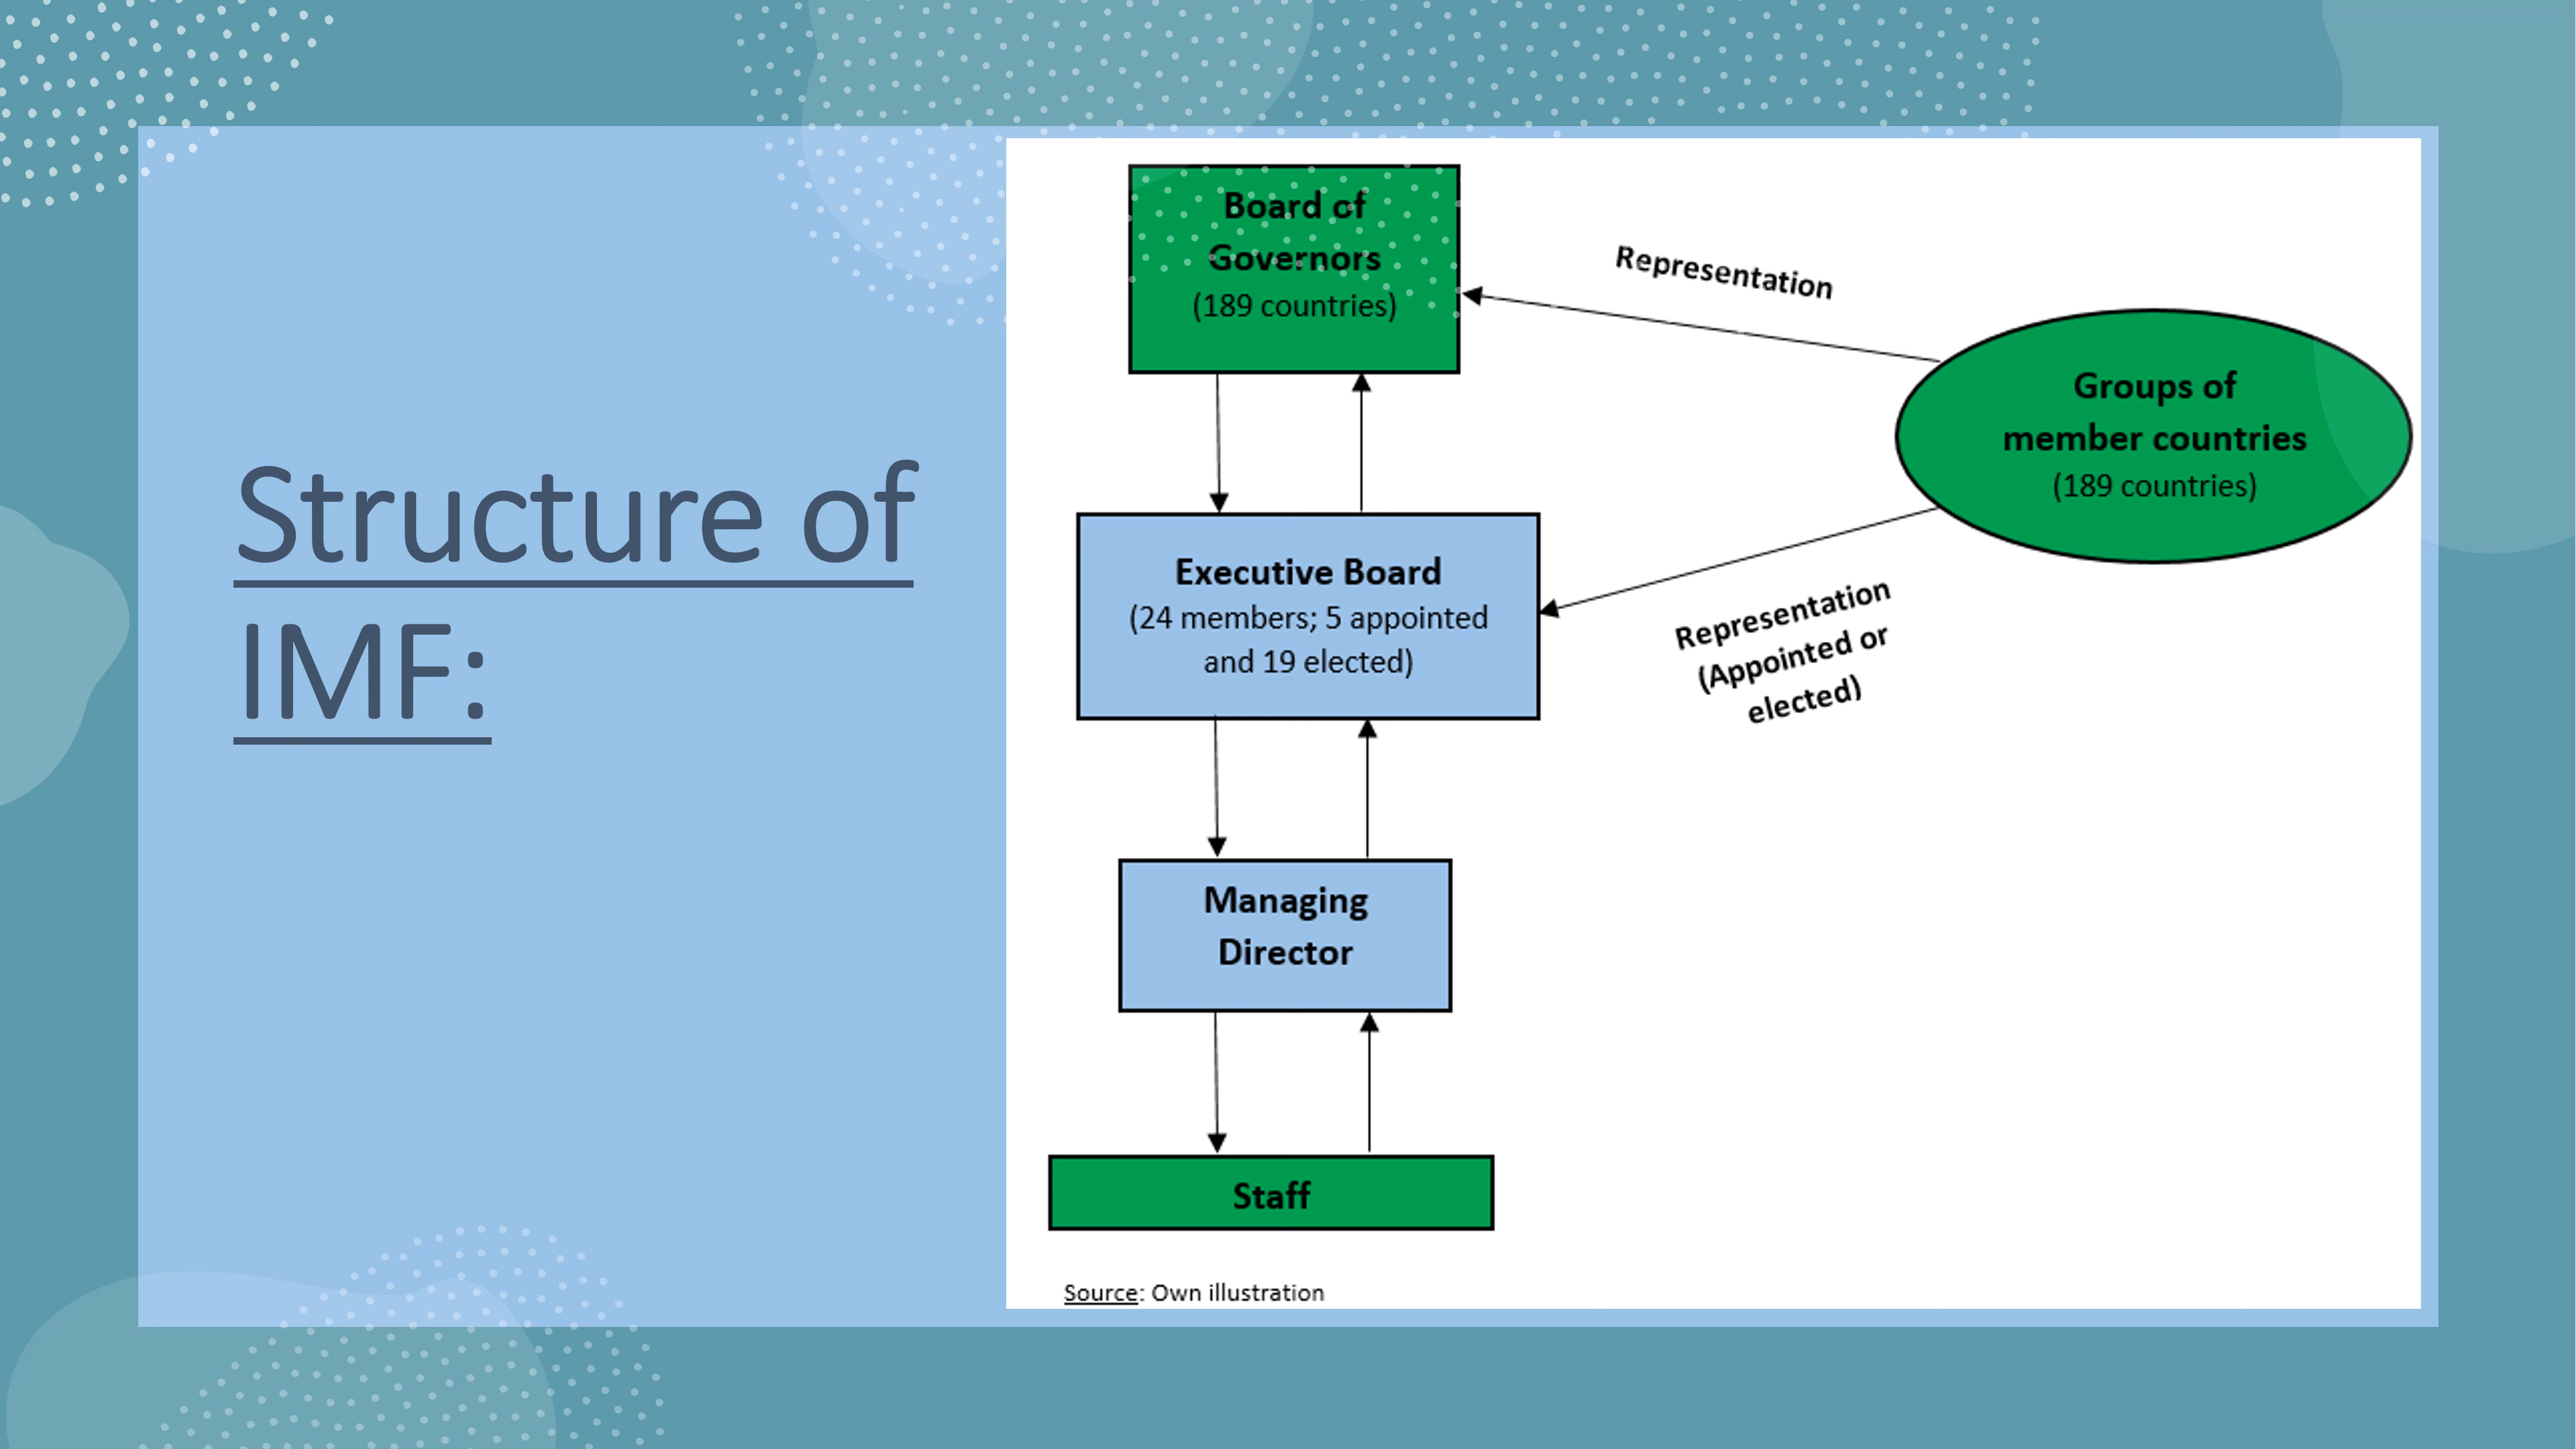 Structure of
IMF:
Board of
Governors
(189 countries)
Representation
Groups of
member countries
(189 countries)
Executive Board
(24 members; 5 appointed
and 19 elected)
Representation
(Appointed or
elected)
Managing
Director
Staff
Source: Own illustration